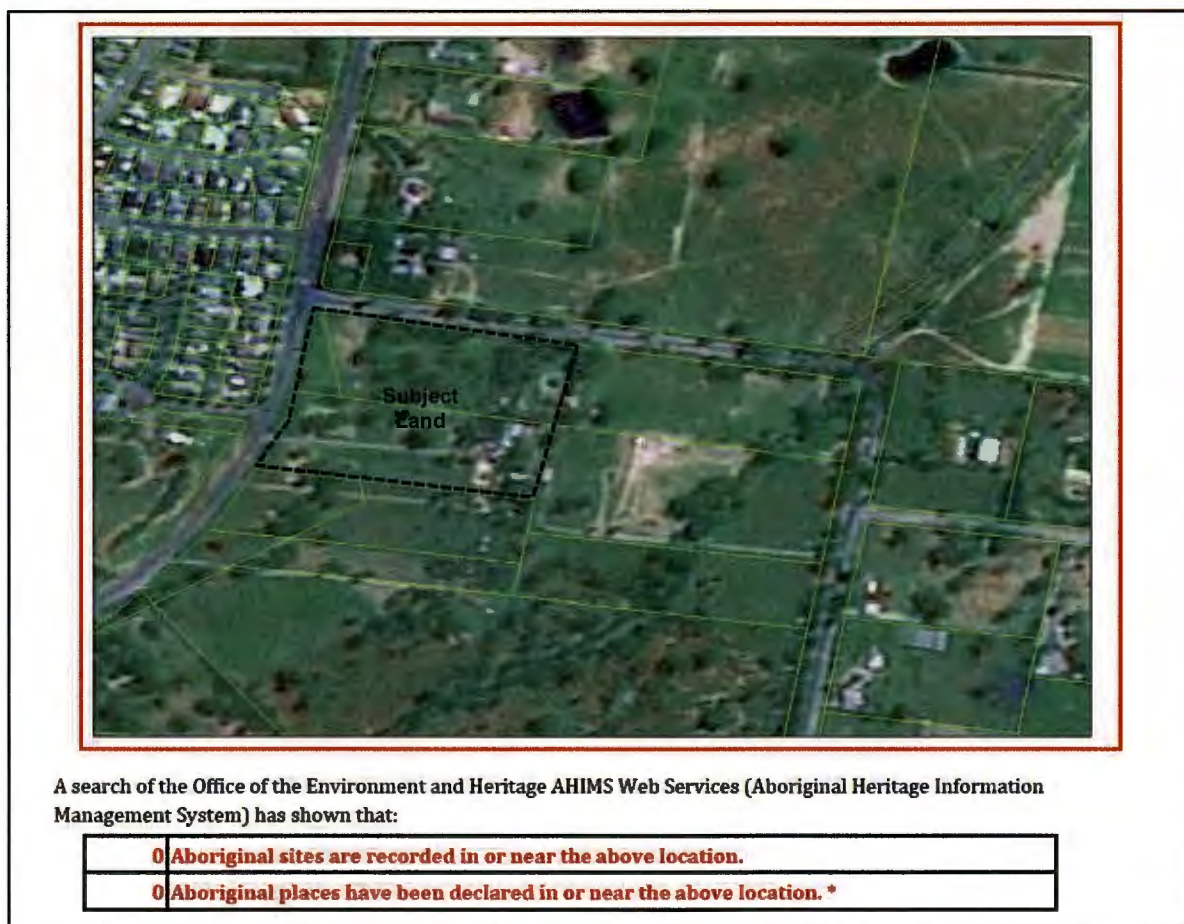 Subject
Land
A search of the Office of the Environment and Heritage AHIMS Web Services (Aboriginal Heritage Information
Management System) has shown that:
0 Aboriginal sites are recorded in or near the above location.
0 Aboriginal places have been declared in or near the above location. *